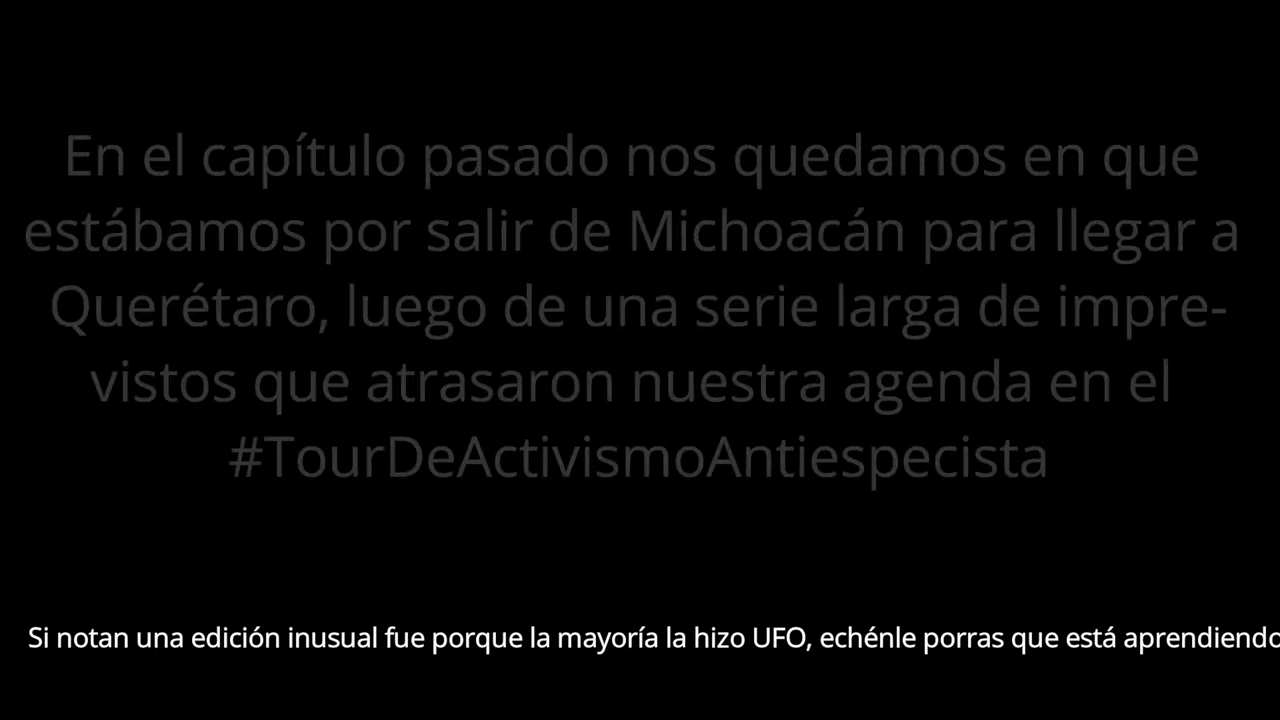 En el capítulo pasado nos quedamos en que
estábamos por salir de Michoacán para llegar a
Querétaro, luego de una serie larga de impre-
vistos que atrasaron nuestra agenda en el
#TourDeActivismoAntiespecista
Si notan una edición inusual fue porque la mayoría la hizo UFO, echénle porras que está aprendiendo